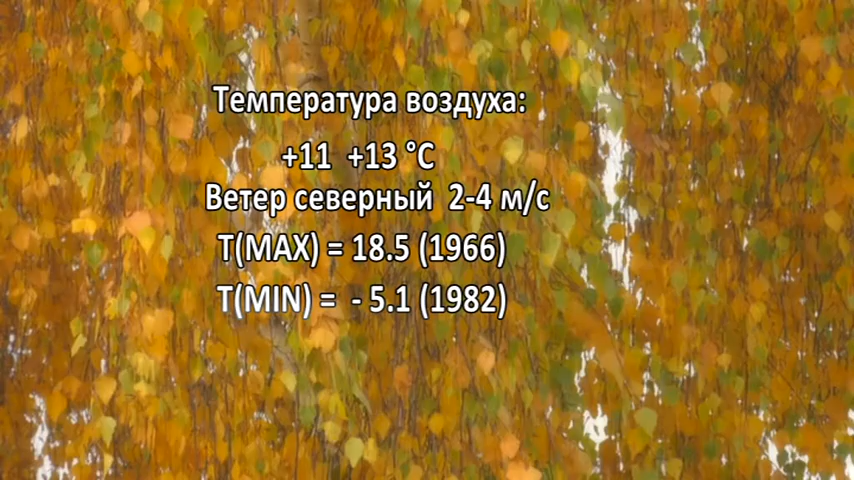 Температура воздуха:
+11 +13 °C
Ветер северный 2-4 м/с
T(MAX) = 18.5 (1966)
T(MIN) = - 5.1 (1982)